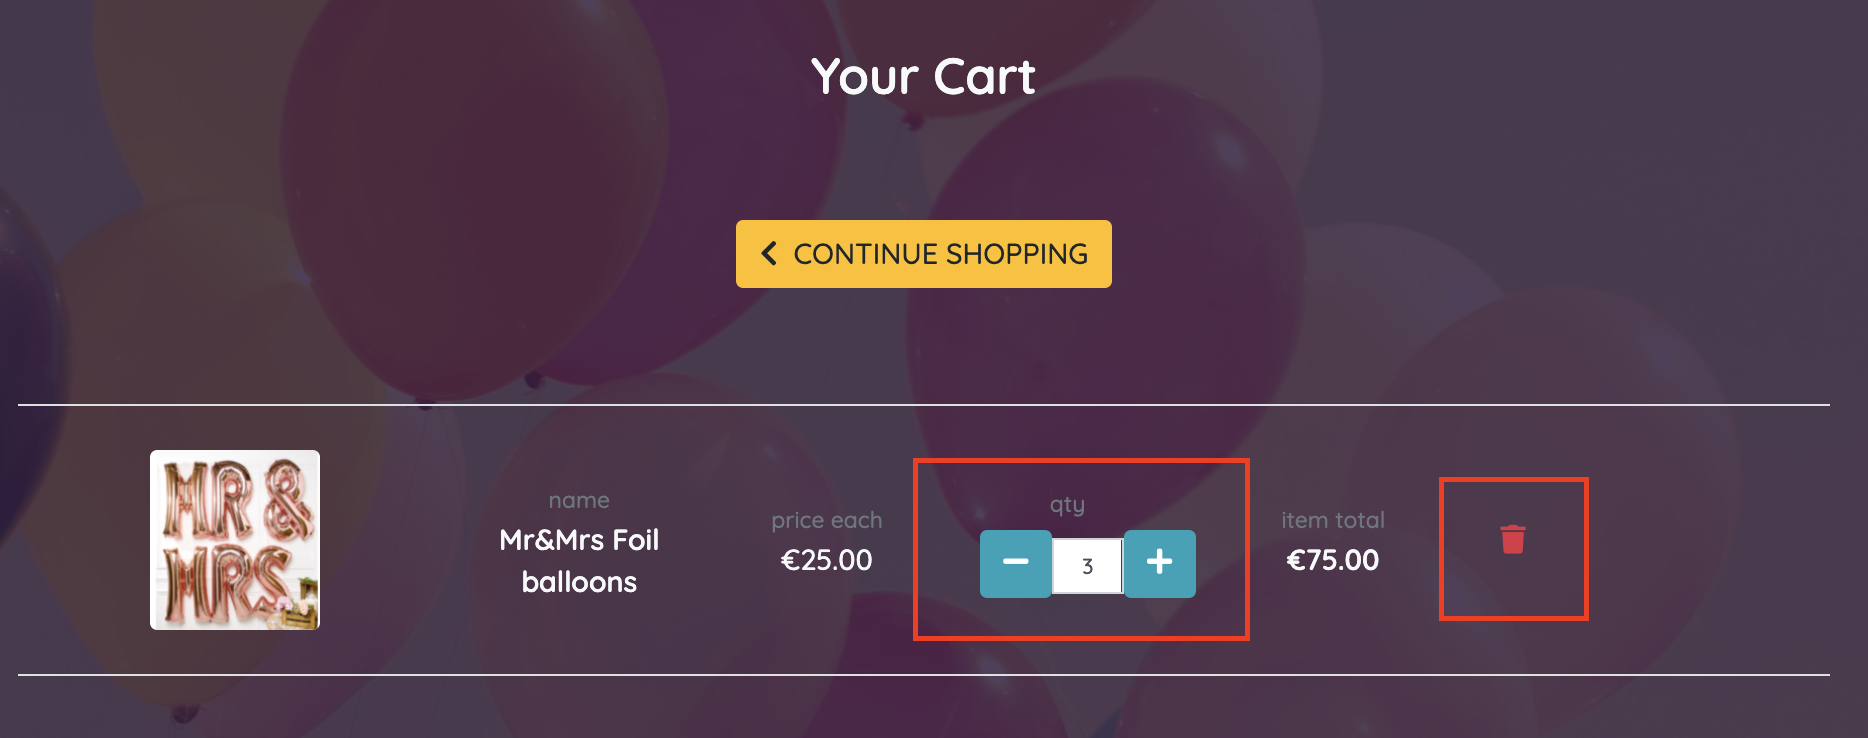 Your Cart
CONTINUE SHOPPING
MR &
MRS
name
Mr&Mrs Foil
balloons
price each
€25.00
qty
3
item total
€75.00